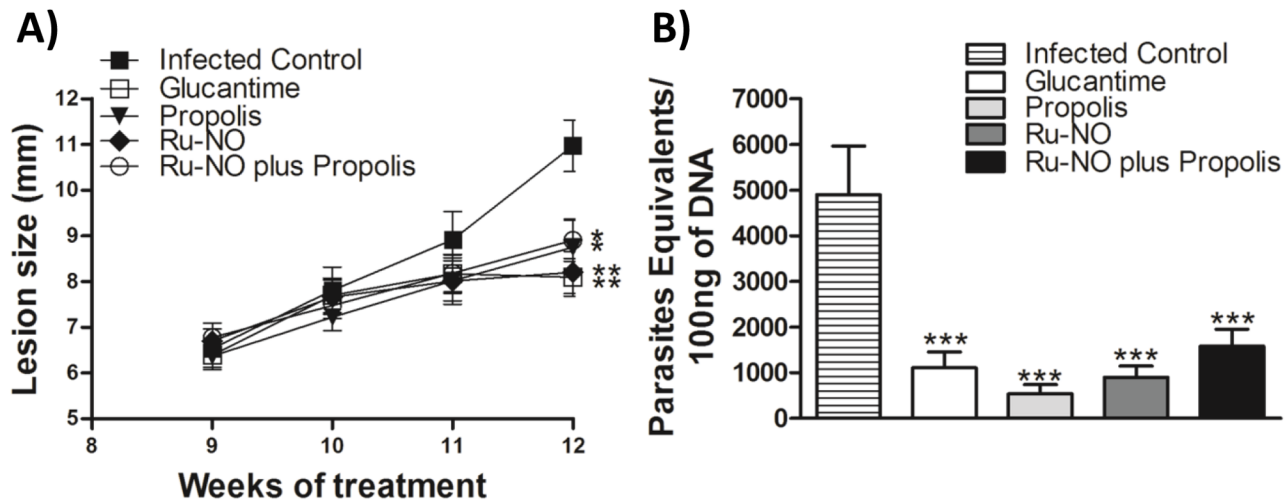 A)
Infected Control
Glucantime
Propolis
Ru-NO
Ru-NO plus Propolis
12
11
10
9
8
7
6
5
Lesion size (mm)
*
*
**
**
8
9
10
11
12
Weeks of treatment
B)
Infected Control
Glucantime
Propolis
Ru-NO
Ru-NO plus Propolis
7000
6000
5000
4000
3000
2000
1000
0
Parasites Equivalents/
100ng of DNA
***
***
***
***